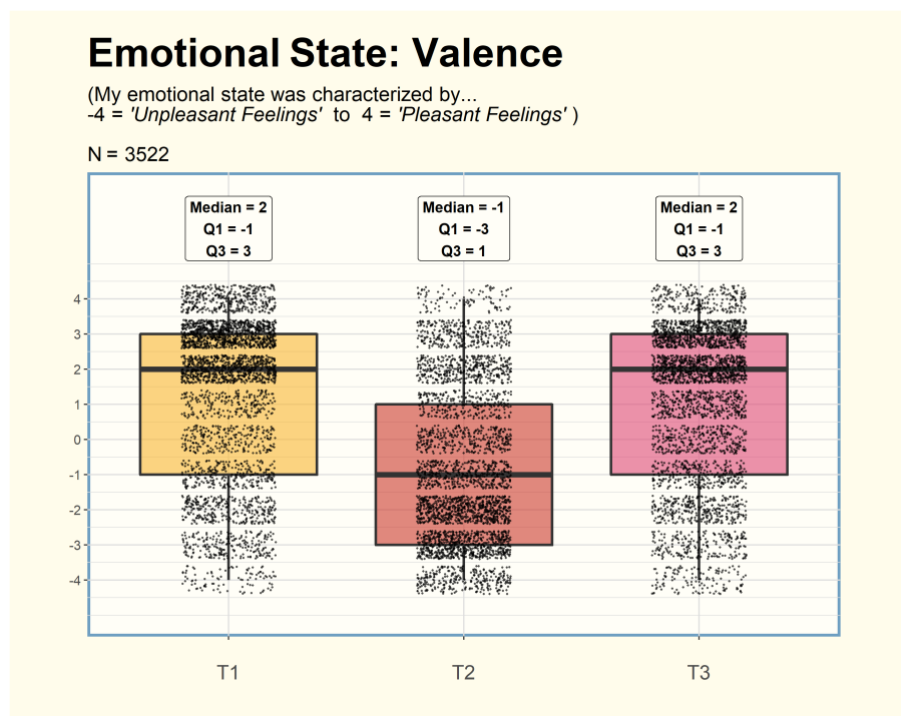 Emotional State: Valence
(My emotional state was characterized by...
-4 = 'Unpleasant Feelings' to 4 = 'Pleasant Feelings' )
N = 3522
Median = 2
Q1 = -1
Q3 = 3
Median = -1
Q1 = -3
Q3 = 1
Median = 2
Q1 = -1
Q3 = 3
4
3
2
1
0
-1
-2
-3
-4
T1 T2 T3